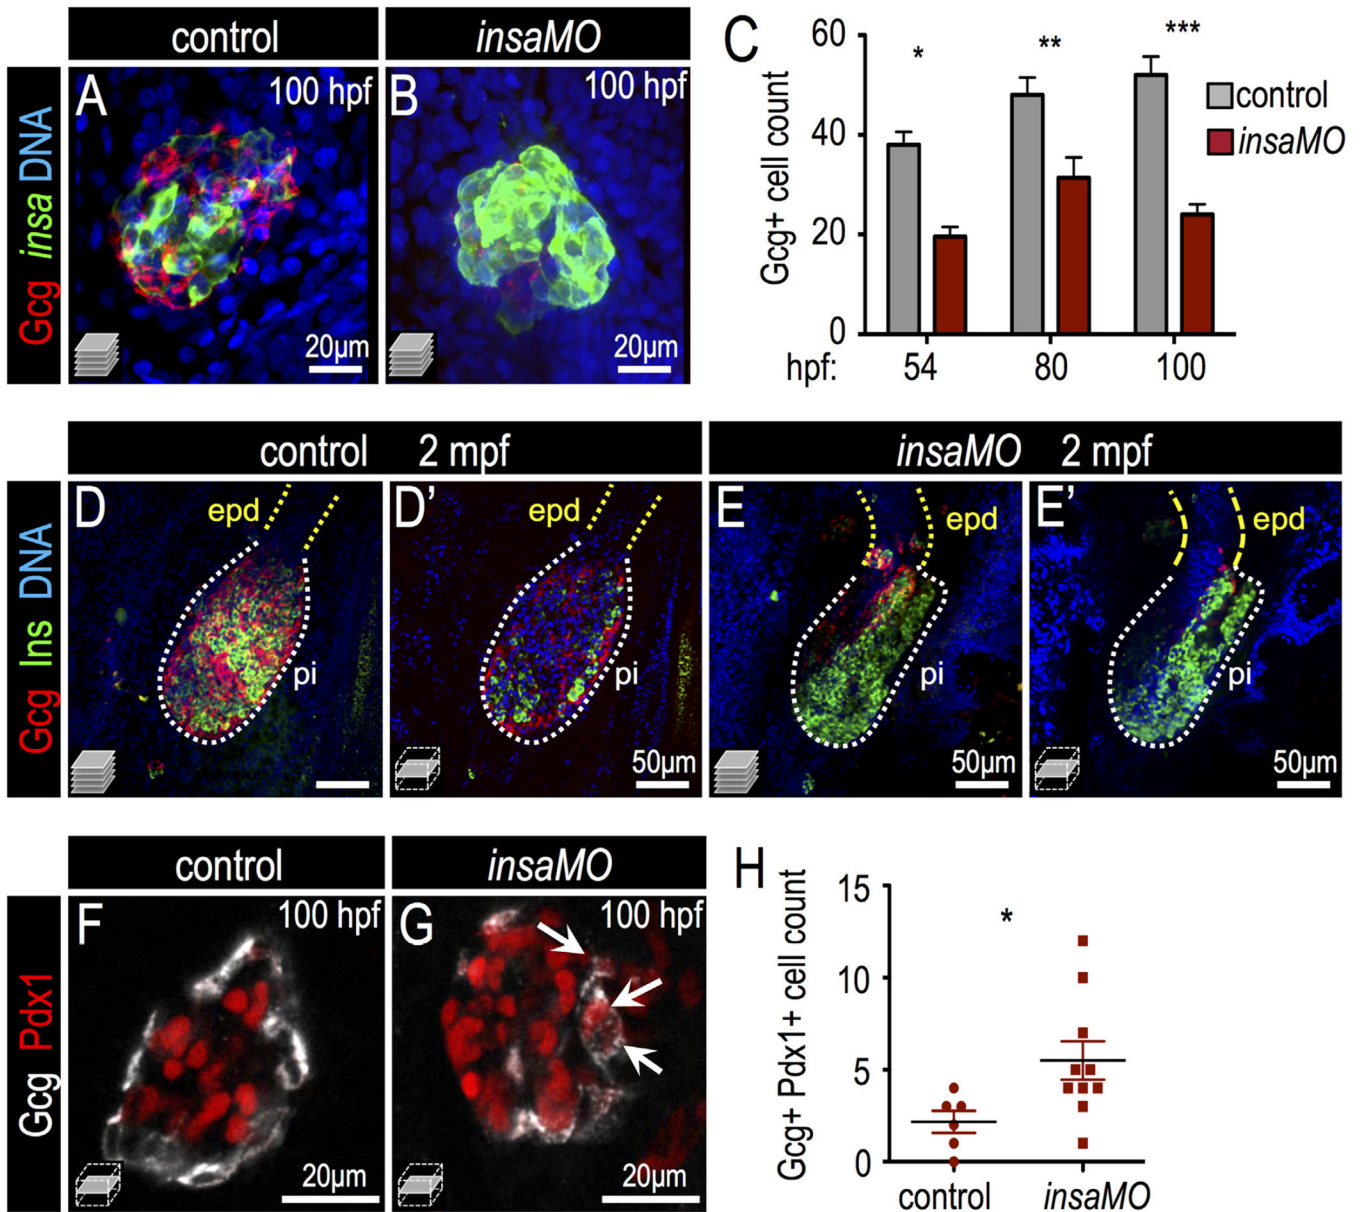 control
insaMO
Gcg insa DNA
A
100 hpf
20µm
B
100 hpf
20µm
C
Gcg+ cell count
60
40
20
0
*
**
***
control
insaMO
hpf:
54
80
100
control 2 mpf
insaMO 2 mpf
Gcg Ins DNA
D
epd
pi
D'
epd
pi
50µm
E
epd
pi
50µm
E'
epd
pi
50µm
control
insaMO
Gcg Pdx1
F
100 hpf
20µm
G
100 hpf
20µm
H
Gcg+ Pdx1+ cell count
15
10
5
0
*
control
insaMO